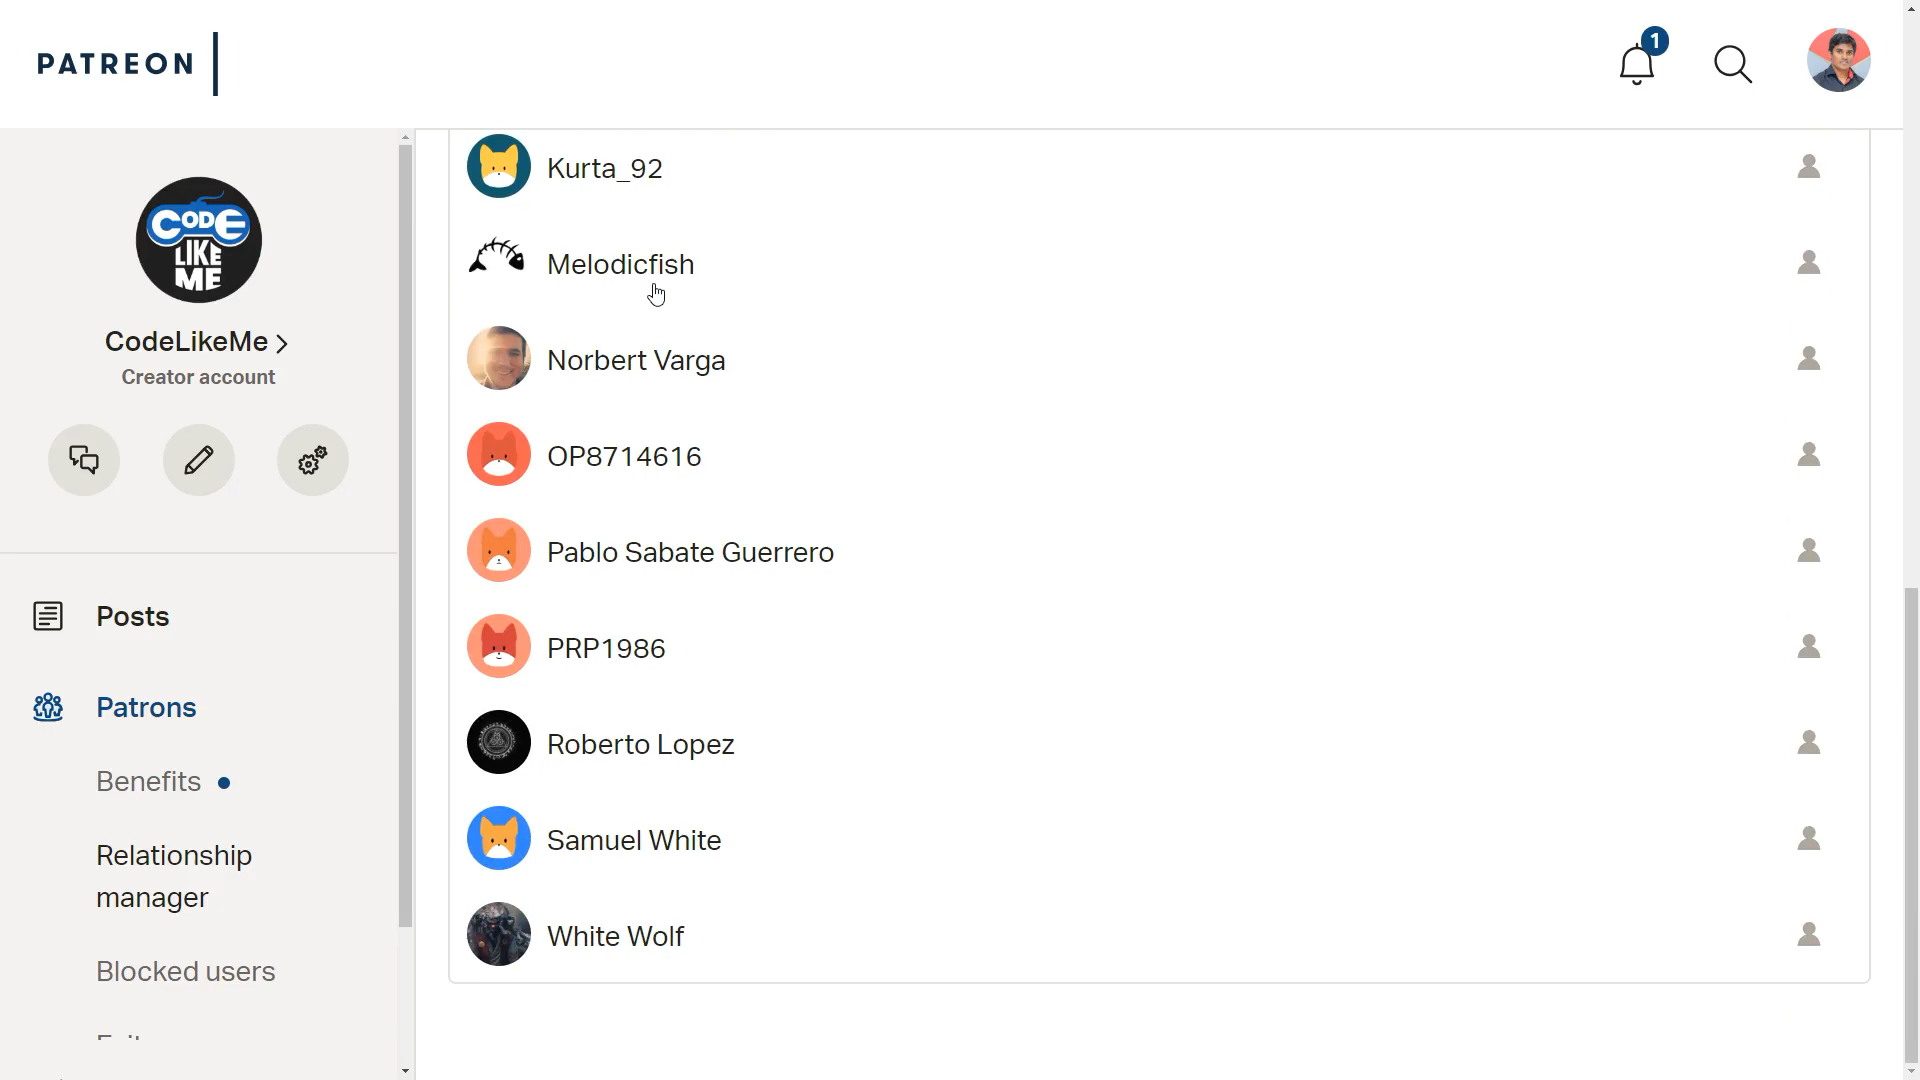 PATREON
1
CODE
LIKE
ME
CodeLikeMe
Creator account
Posts
Patrons
Benefits
Relationship
manager
Blocked users
Kurta_92
Melodicfish
Norbert Varga
OP8714616
Pablo Sabate Guerrero
PRP1986
Roberto Lopez
Samuel White
White Wolf